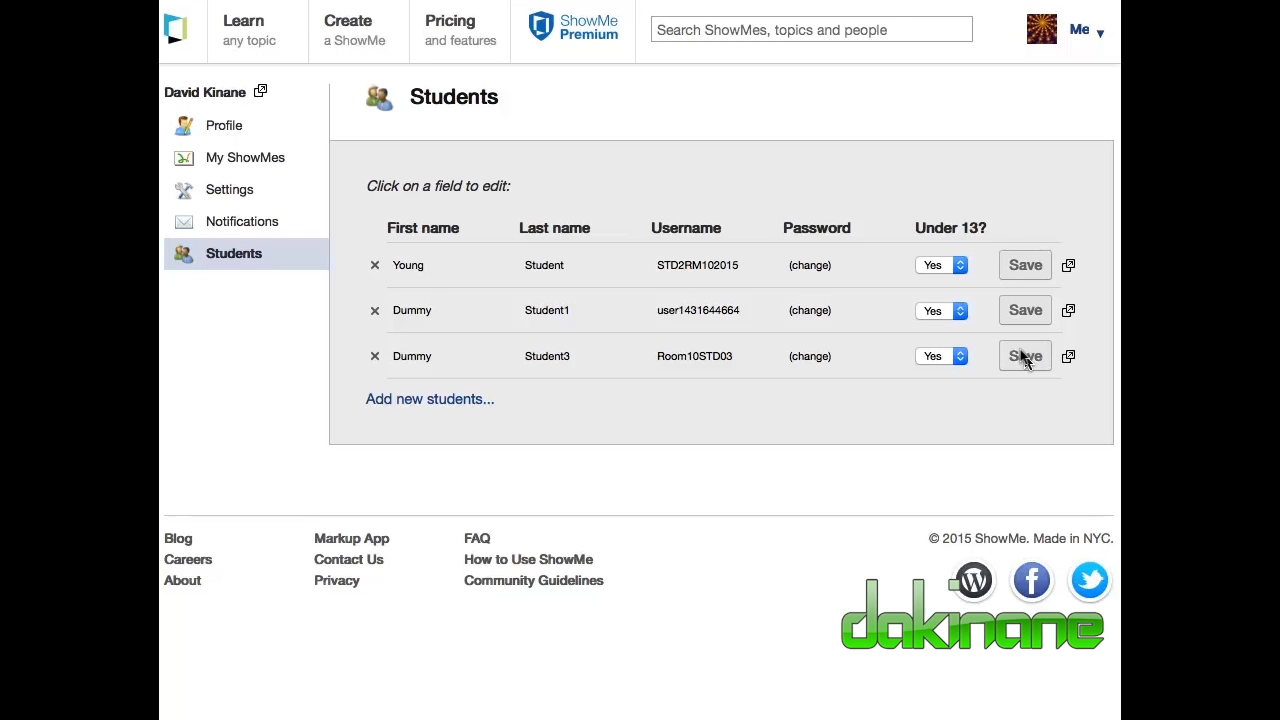 Learn
any topic
Create
a ShowMe
Pricing
and features
ShowMe
Premium
Search ShowMes, topics and people
Me
David Kinane
Profile
My ShowMes
Settings
Notifications
Students
Students
Click on a field to edit:
First name Last name Username Password Under 13?
Young Student STD2RM102015 (change) Yes Save
Dummy Student1 user1431644664 (change) Yes Save
Dummy Student3 Room10STD03 (change) Yes Save
Add new students...
Blog Markup App FAQ © 2015 ShowMe. Made in NYC.
Careers Contact Us How to Use ShowMe
About Privacy Community Guidelines
dakinane